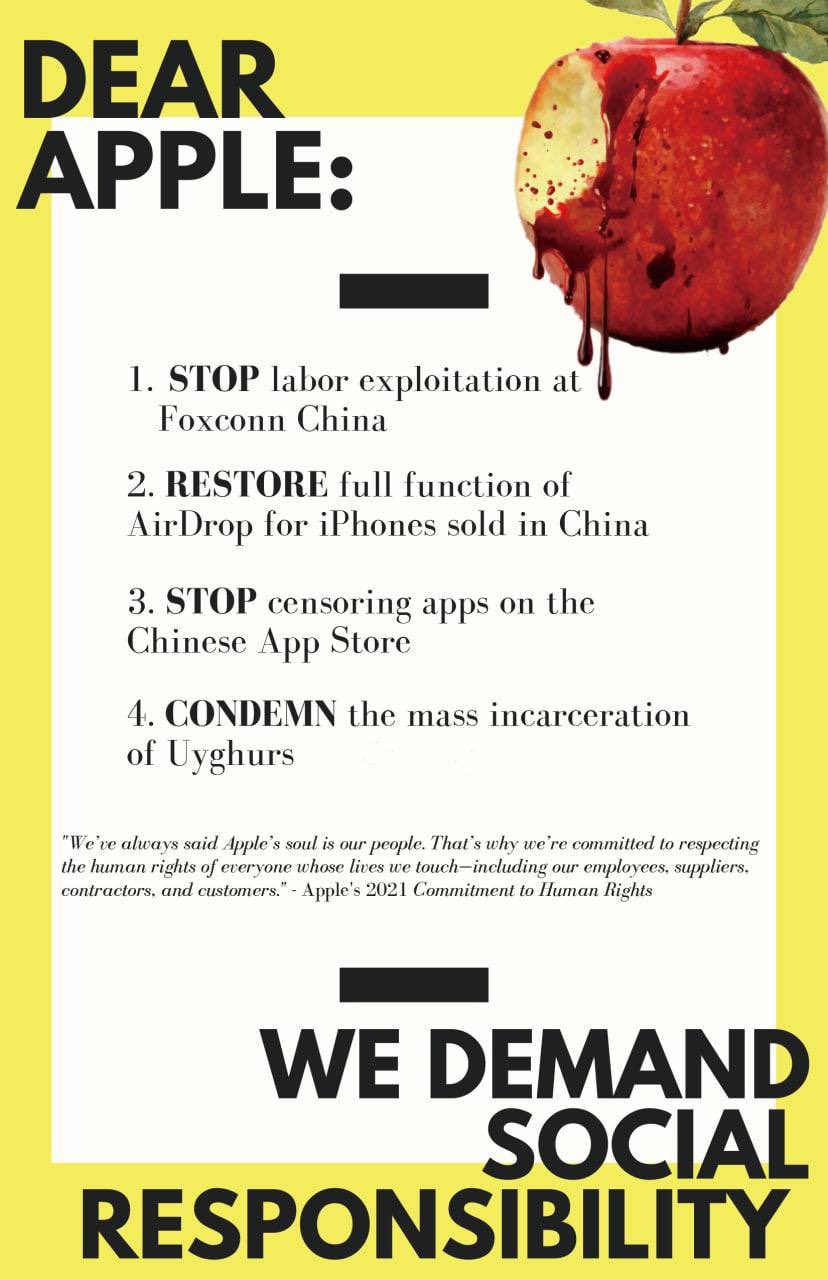 DEAR
APPLE:
1. STOP labor exploitation at
Foxconn China
2. RESTORE full function of
AirDrop for iPhones sold in China
3. STOP censoring apps on the
Chinese App Store
4. CONDEMN the mass incarceration
of Uyghurs
"We've always said Apple's soul is our people. That's why we're committed to respecting
the human rights of everyone whose lives we touch—including our employees, suppliers,
contractors, and customers." - Apple's 2021 Commitment to Human Rights
WE DEMAND
SOCIAL
RESPONSIBILITY